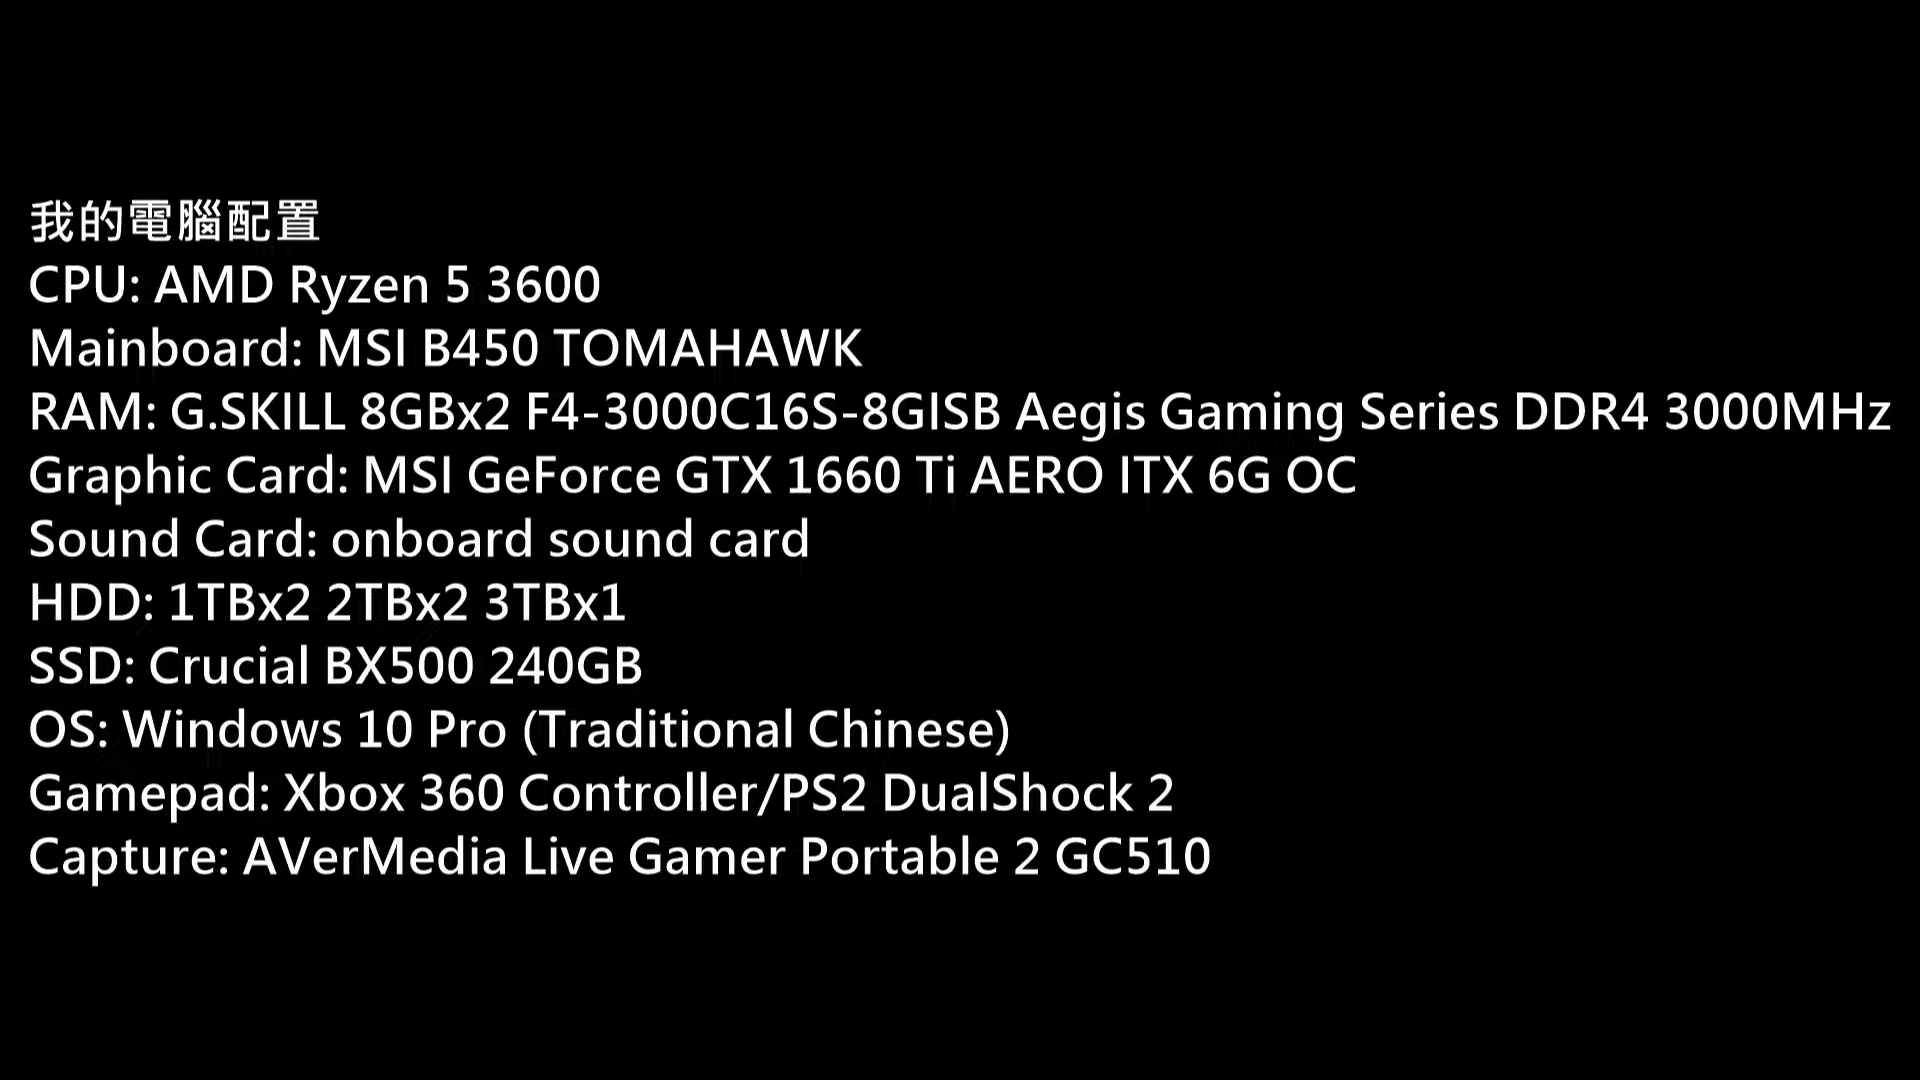 我的電腦配置
CPU: AMD Ryzen 5 3600
Mainboard: MSI B450 TOMAHAWK
RAM: G.SKILL 8GBx2 F4-3000C16S-8GISB Aegis Gaming Series DDR4 3000MHz
Graphic Card: MSI GeForce GTX 1660 Ti AERO ITX 6G OC
Sound Card: onboard sound card
HDD: 1TBx2 2TBx2 3TBx1
SSD: Crucial BX500 240GB
OS: Windows 10 Pro (Traditional Chinese)
Gamepad: Xbox 360 Controller/PS2 DualShock 2
Capture: AVerMedia Live Gamer Portable 2 GC510